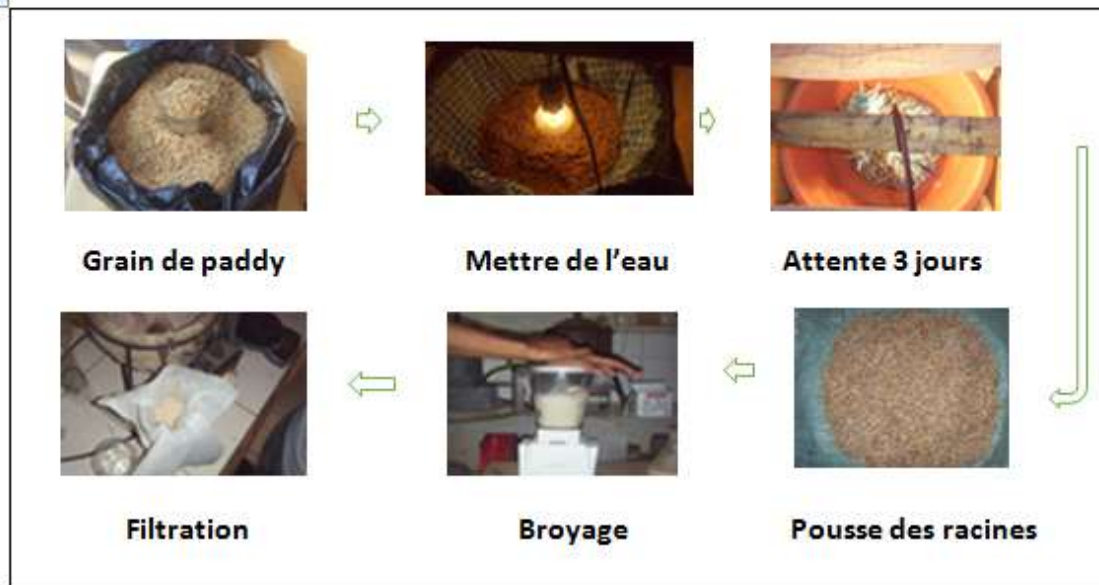 Grain de paddy
Mettre de l'eau
Attente 3 jours
Filtration
Broyage
Pousse des racines